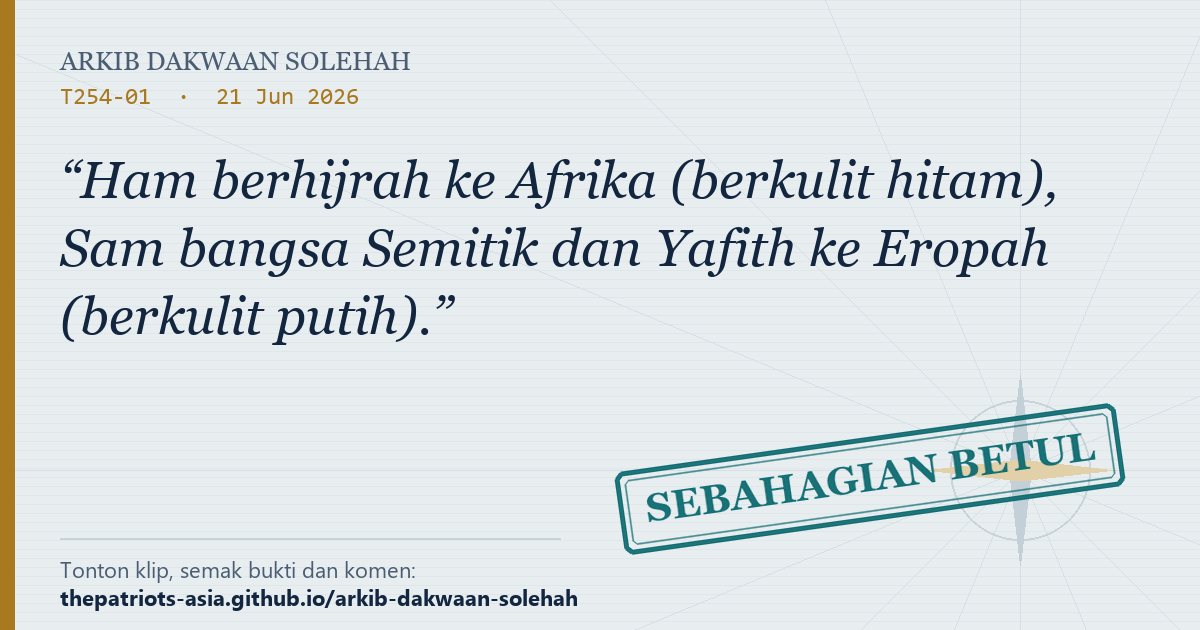 ARKIB DAKWAAN SOLEHAH
T254-01 · 21 Jun 2026
“Ham berhijrah ke Afrika (berkulit hitam),
Sam bangsa Semitik dan Yafith ke Eropah
(berkulit putih).”
SEBAHAGIAN BETUL
Tonton klip, semak bukti dan komen:
thepatriots-asia.github.io/arkib-dakwaan-solehah